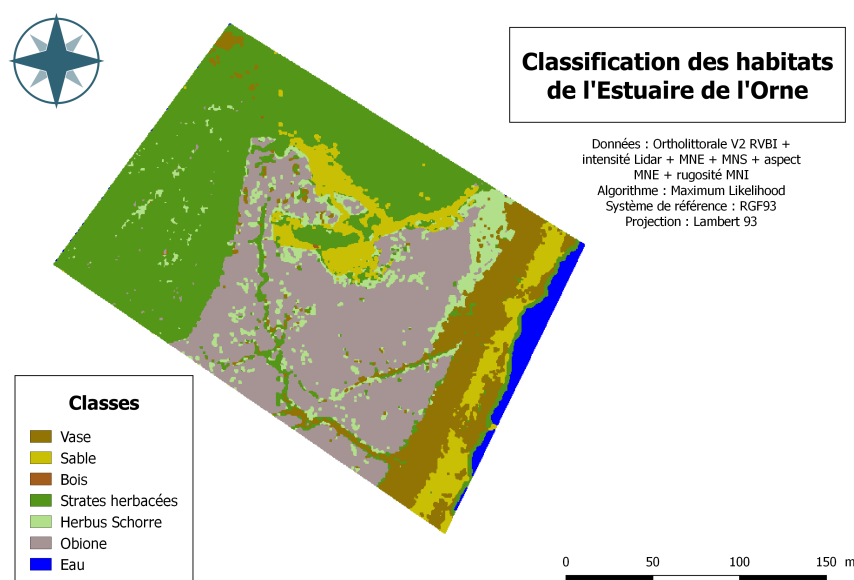 Classification des habitats
de l'Estuaire de l'Orne
Données : Ortholittorale V2 RVBI +
intensité Lidar + MNE + MNS + aspect
MNE + rugosité MNI
Algorithme : Maximum Likelihood
Système de référence : RGF93
Projection : Lambert 93
Classes
Vase
Sable
Bois
Strates herbacées
Herbus Schorre
Obione
Eau
0 50 100 150 m